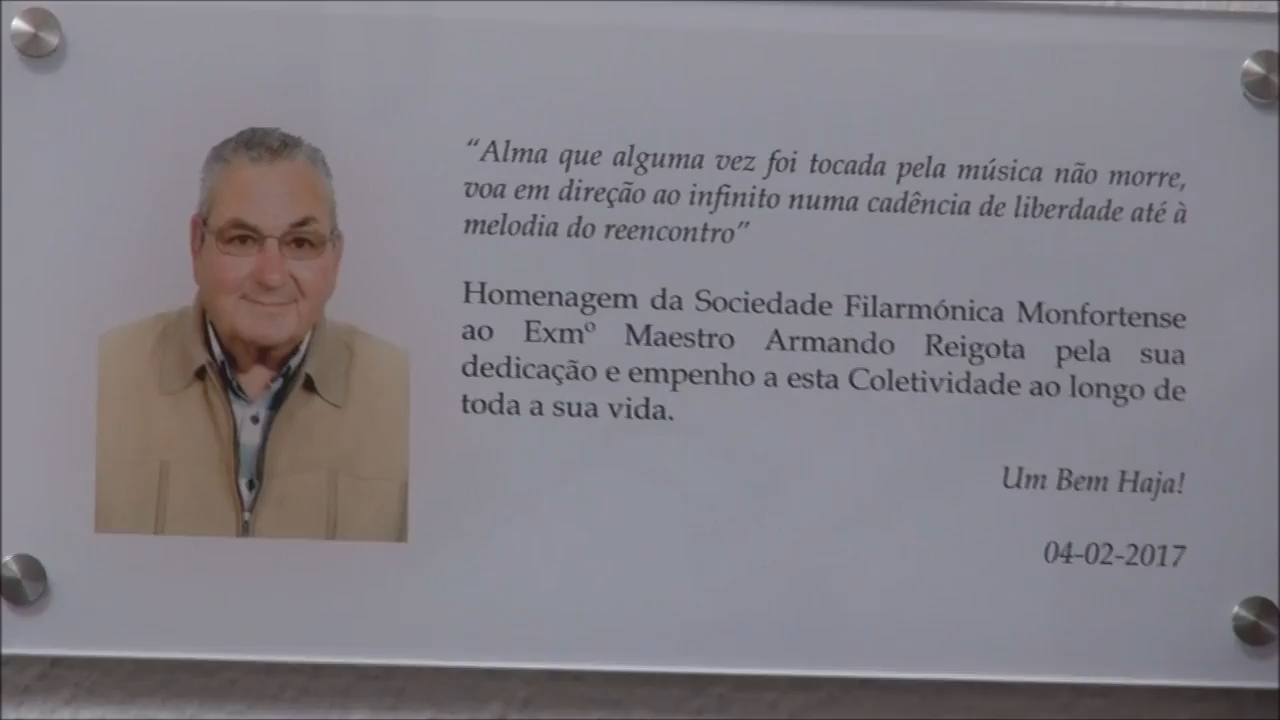 “Alma que alguma vez foi tocada pela música não morre,
voa em direção ao infinito numa cadência de liberdade até à
melodia do reencontro”
Homenagem da Sociedade Filarmónica Monfortense
ao Exmº Maestro Armando Reigota pela sua
dedicação e empenho a esta Coletividade ao longo de
toda a sua vida.
Um Bem Haja!
04-02-2017